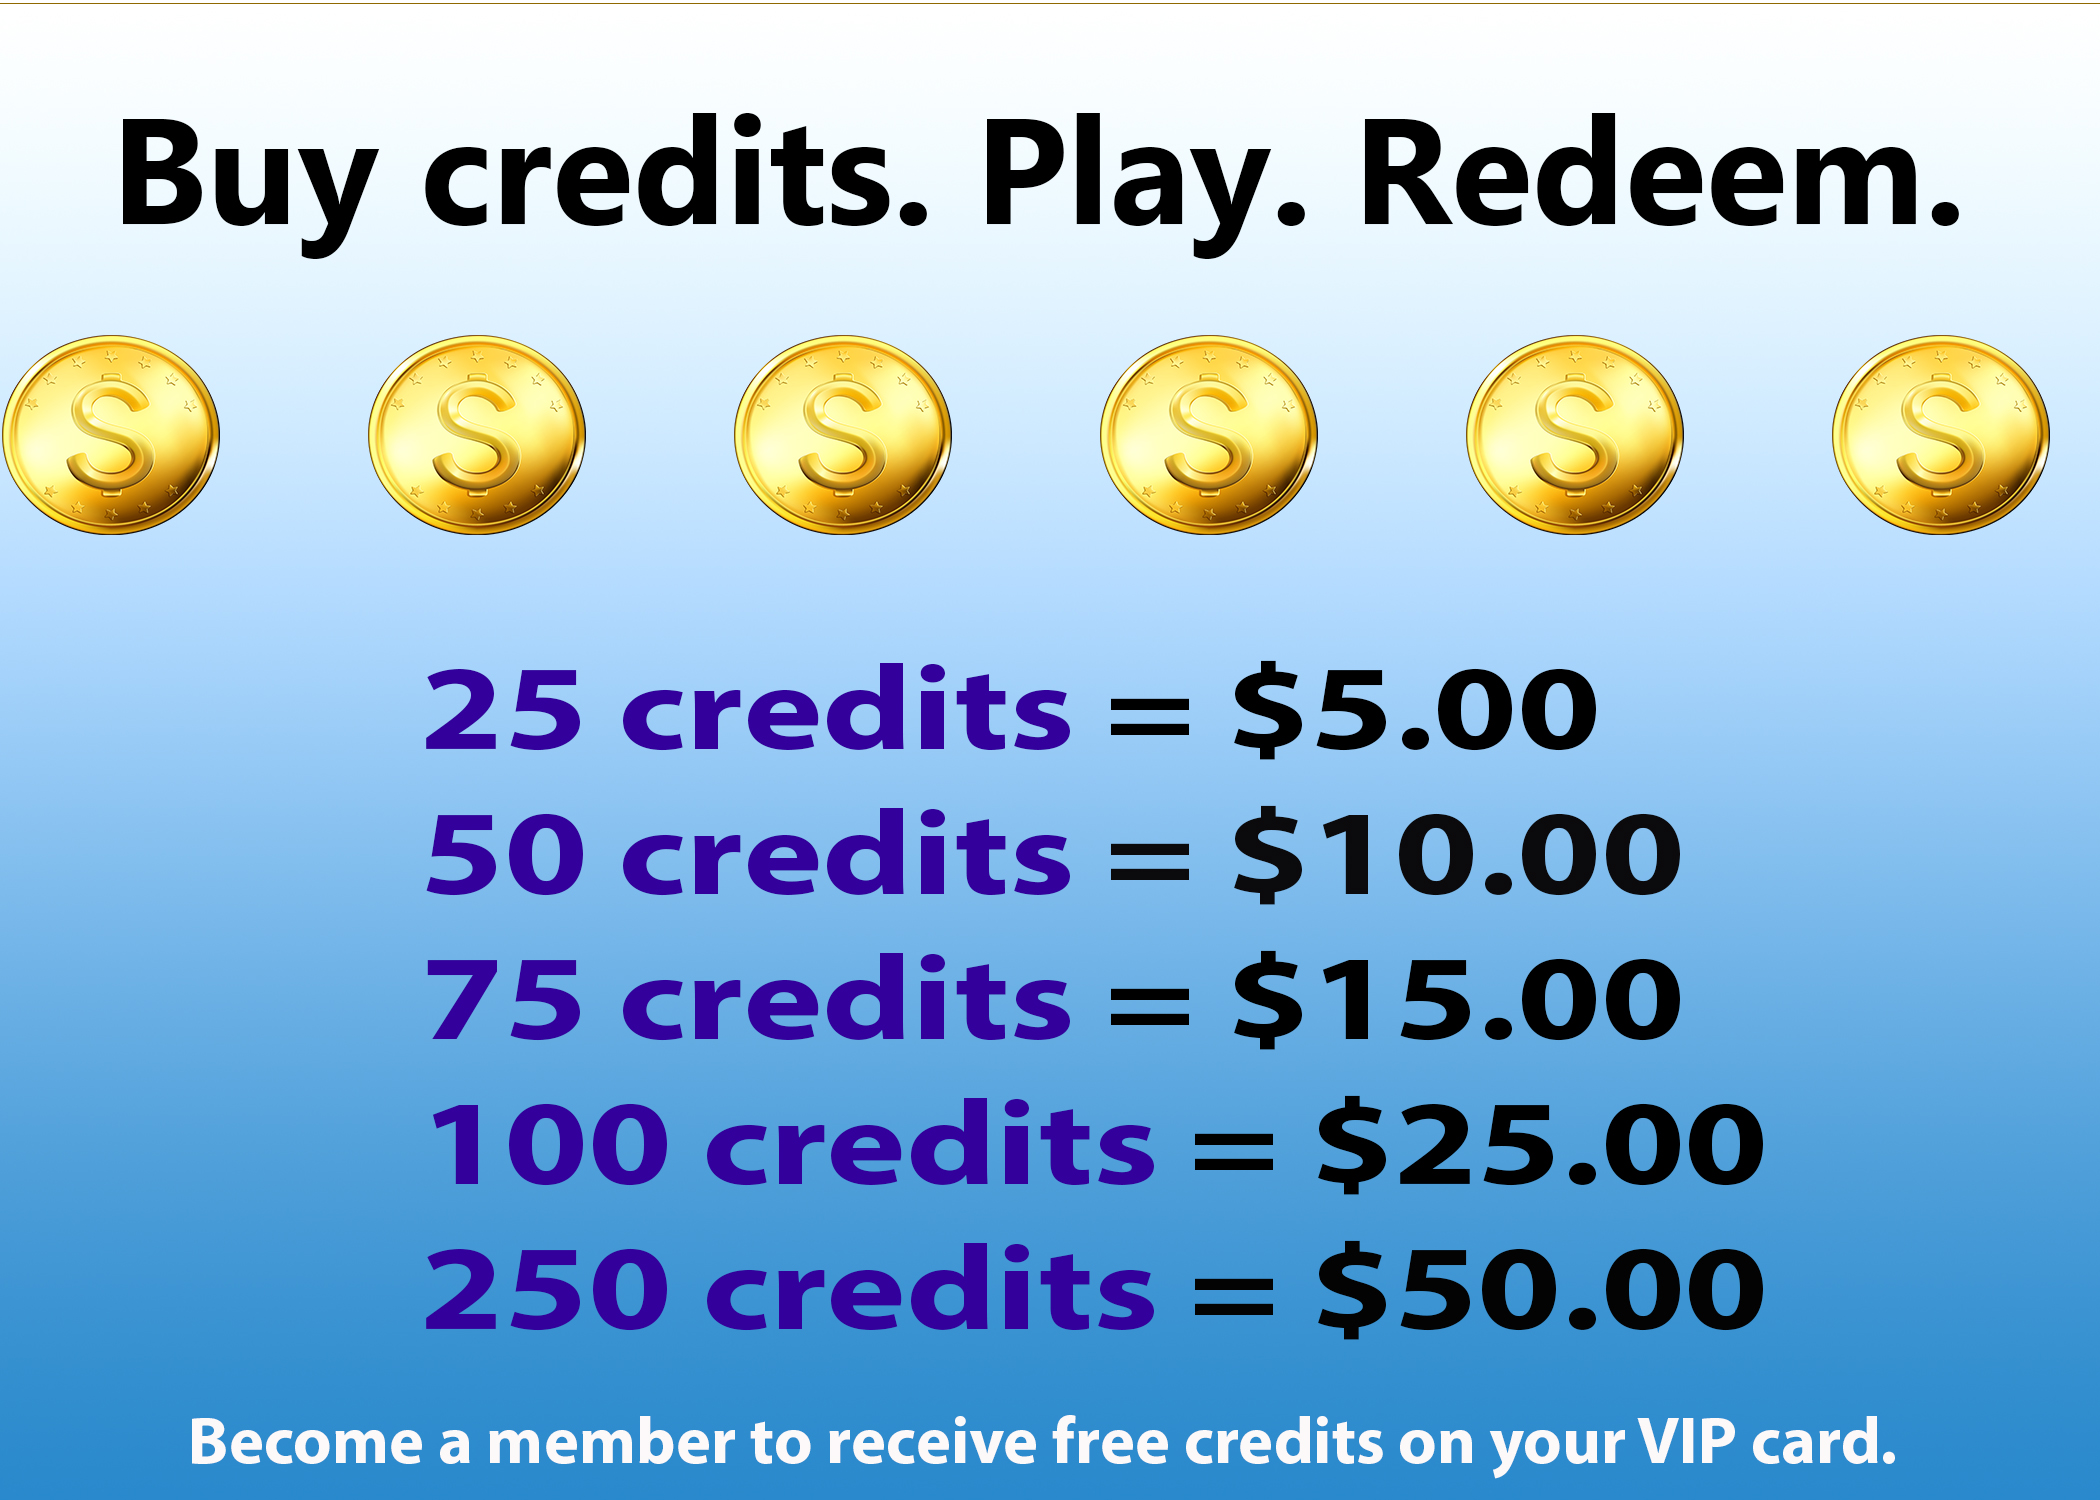 Buy credits. Play. Redeem.
25 credits = $5.00
50 credits = $10.00
75 credits = $15.00
100 credits = $25.00
250 credits = $50.00
Become a member to receive free credits on your VIP card.